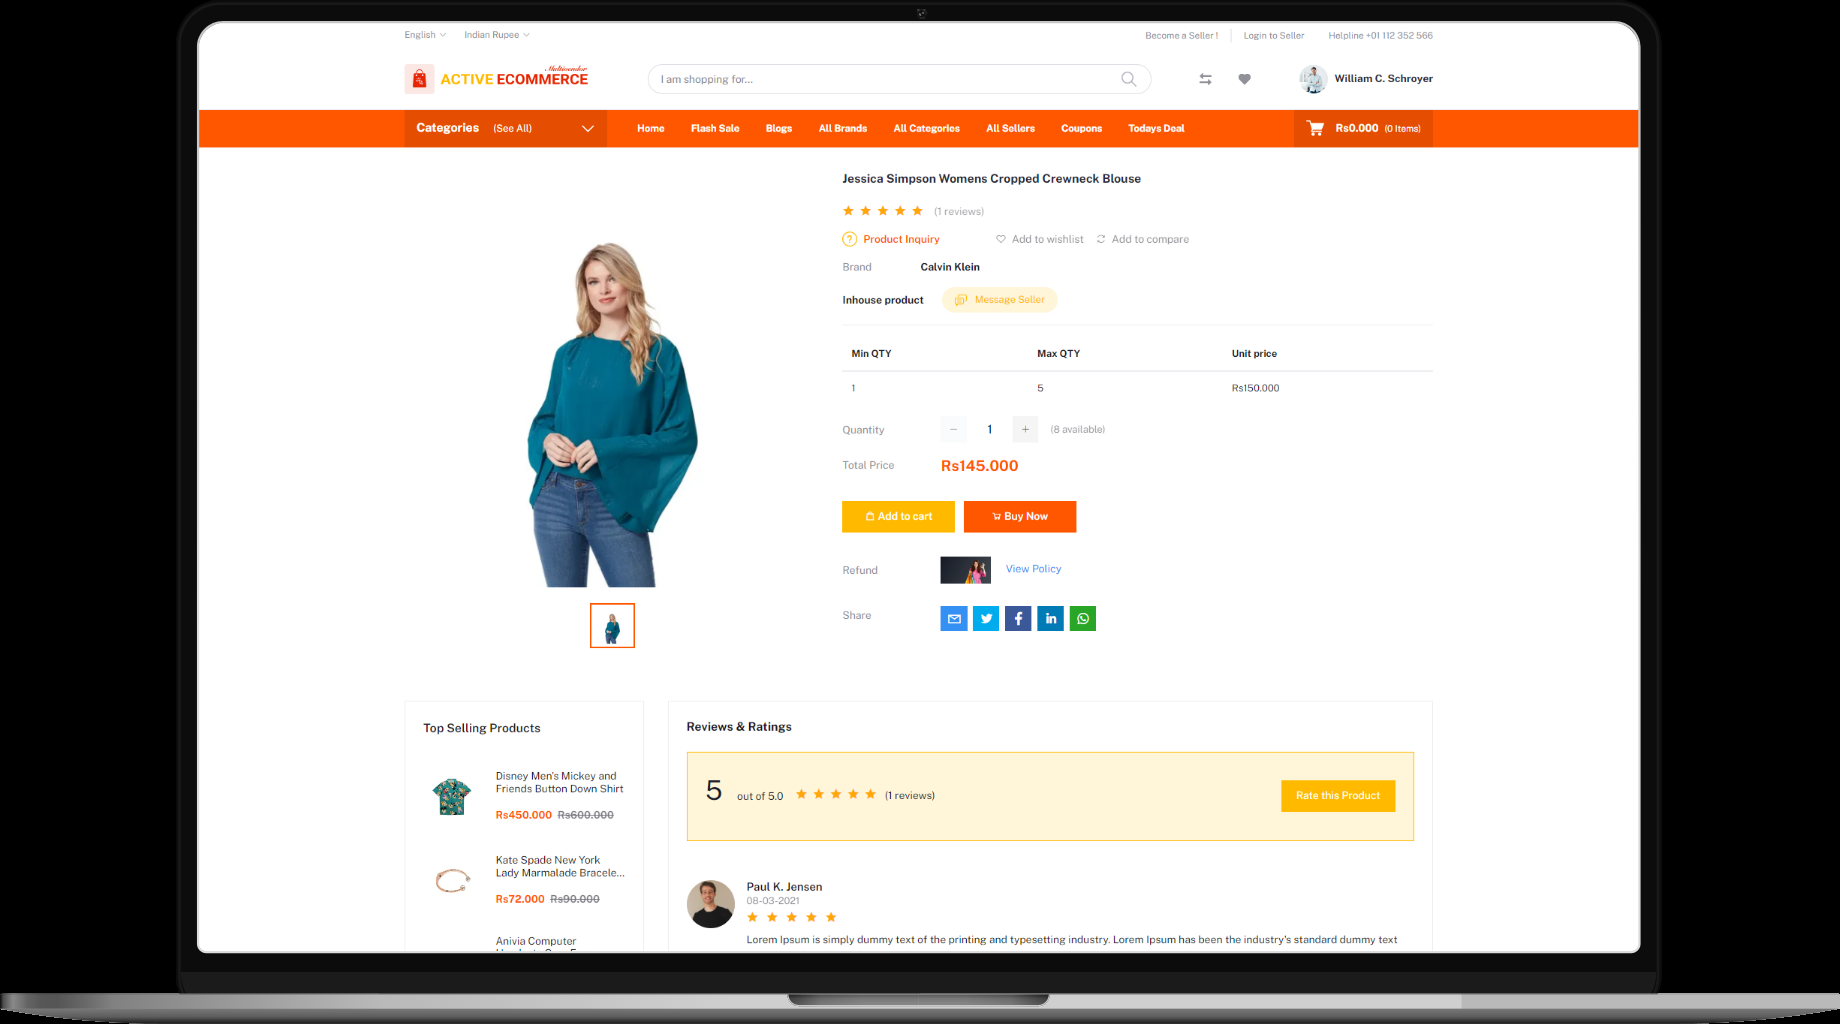 English Indian Rupee
Become a Seller ! Login to Seller Helpline +01 112 352 566
Multivendor
ACTIVE ECOMMERCE
I am shopping for...
William C. Schroyer
Categories (See All)
Home Flash Sale Blogs All Brands All Categories All Sellers Coupons Todays Deal
Rs0.000 (0 Items)
Jessica Simpson Womens Cropped Crewneck Blouse
(1 reviews)
? Product Inquiry Add to wishlist Add to compare
Brand Calvin Klein
Inhouse product Message Seller
Min QTY Max QTY Unit price
1 5 Rs150.000
Quantity − 1 + (8 available)
Total Price Rs145.000
Add to cart Buy Now
Refund View Policy
Share
Top Selling Products
Disney Men's Mickey and
Friends Button Down Shirt
Rs450.000 Rs600.000
Kate Spade New York
Lady Marmalade Bracele...
Rs72.000 Rs90.000
Anivia Computer
Reviews & Ratings
5 out of 5.0 (1 reviews)
Rate this Product
Paul K. Jensen
08-03-2021
Lorem Ipsum is simply dummy text of the printing and typesetting industry. Lorem Ipsum has been the industry's standard dummy text